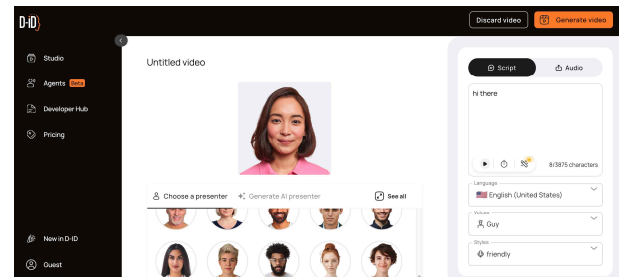 D-iD
Discard video
Generate video
Studio
Agents Beta
Developer Hub
Pricing
New in D-ID
Guest
Untitled video
Choose a presenter
Generate AI presenter
See all
Script
Audio
hi there
8/3875 characters
Language
English (United States)
Voices
Guy
Styles
friendly